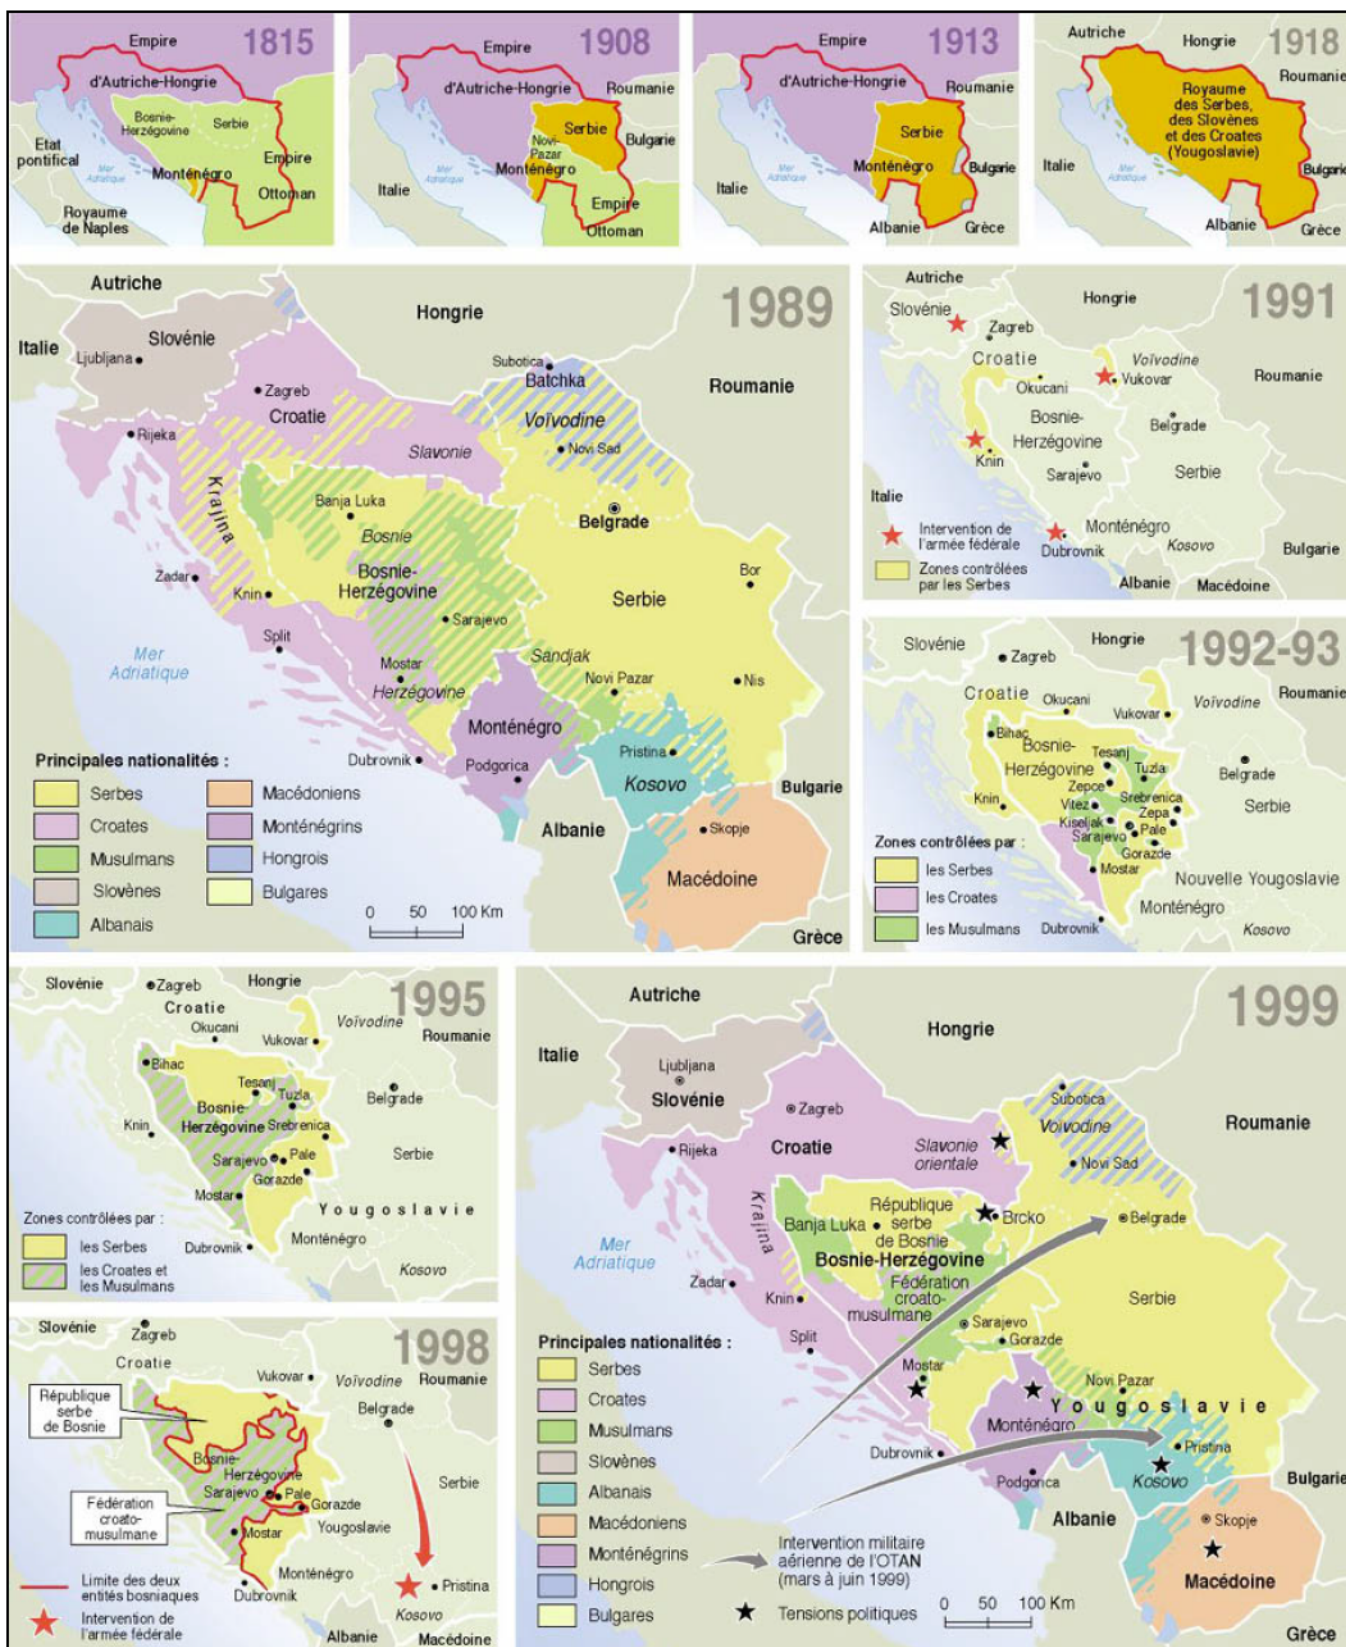 1815
Empire
d'Autriche-Hongrie
Bosnie-
Herzégovine
Serbie
Etat
pontifical
Mer
Adriatique
Monténégro
Empire
Ottoman
Royaume
de Naples
1908
Empire
d'Autriche-Hongrie
Roumanie
Serbie
Novi-
Pazar
Bulgarie
Mer
Adriatique
Monténégro
Italie
Empire
Ottoman
1913
Empire
d'Autriche-Hongrie
Roumanie
Serbie
Mer
Adriatique
Monténégro
Bulgarie
Italie
Albanie
Grèce
1918
Autriche
Hongrie
Roumanie
Royaume
des Serbes,
des Slovènes
et des Croates
(Yougoslavie)
Italie
Mer
Adriatique
Bulgarie
Albanie
Grèce
1989
Autriche
Hongrie
Italie
Slovénie
Ljubljana
Subotica
Batchka
Roumanie
Zagreb
Croatie
Voïvodine
Rijeka
Slavonie
Novi Sad
Krajina
Banja Luka
Belgrade
Bosnie
Bosnie-
Herzégovine
Bor
Zadar
Knin
Serbie
Sarajevo
Split
Mer
Adriatique
Sandjak
Mostar
Herzégovine
Novi Pazar
Nis
Monténégro
Dubrovnik
Pristina
Podgorica
Kosovo
Bulgarie
Albanie
Skopje
Macédoine
Grèce
Principales nationalités :
Serbes
Croates
Musulmans
Slovènes
Albanais
Macédoniens
Monténégrins
Hongrois
Bulgares
0 50 100 Km
1991
Autriche
Hongrie
Slovénie
Zagreb
Croatie
Voïvodine
Okucani
Vukovar
Roumanie
Bosnie-
Herzégovine
Belgrade
Knin
Sarajevo
Serbie
Italie
Monténégro
Dubrovnik
Kosovo
Bulgarie
Albanie
Macédoine
Intervention de
l'armée fédérale
Zones contrôlées
par les Serbes
1992-93
Slovénie
Hongrie
Zagreb
Croatie
Roumanie
Okucani
Vukovar
Voïvodine
Bihac
Bosnie-
Herzégovine
Tesanj
Tuzla
Belgrade
Zepce
Knin
Vitez
Srebrenica
Zepa
Serbie
Kiseljak
Sarajevo
Pale
Gorazde
Mostar
Nouvelle Yougoslavie
Monténégro
Dubrovnik
Kosovo
Zones contrôlées par :
les Serbes
les Croates
les Musulmans
1995
Slovénie
Zagreb
Hongrie
Croatie
Okucani
Vukovar
Voïvodine
Roumanie
Bihac
Tesanj
Tuzla
Belgrade
Bosnie-
Herzégovine
Srebrenica
Knin
Sarajevo
Pale
Serbie
Gorazde
Mostar
Yougoslavie
Monténégro
Dubrovnik
Kosovo
Zones contrôlées par :
les Serbes
les Croates et
les Musulmans
1998
Slovénie
Zagreb
Croatie
Vukovar
Voïvodine
Roumanie
République
serbe
de Bosnie
Belgrade
Bosnie-
Herzégovine
Sarajevo
Pale
Serbie
Gorazde
Fédération
croato-
musulmane
Yougoslavie
Mostar
Monténégro
Dubrovnik
Pristina
Kosovo
Albanie
Macédoine
Limite des deux
entités bosniaques
Intervention de
l'armée fédérale
1999
Autriche
Hongrie
Italie
Ljubljana
Slovénie
Subotica
Voïvodine
Roumanie
Zagreb
Croatie
Rijeka
Slavonie
orientale
Novi Sad
Krajina
Banja Luka
République
serbe
de Bosnie
Brcko
Belgrade
Bosnie-Herzégovine
Mer
Adriatique
Fédération
croato-
musulmane
Zadar
Knin
Serbie
Split
Sarajevo
Gorazde
Mostar
Novi Pazar
Yougoslavie
Monténégro
Dubrovnik
Pristina
Podgorica
Kosovo
Bulgarie
Albanie
Skopje
Macédoine
Grèce
Principales nationalités :
Serbes
Croates
Musulmans
Slovènes
Albanais
Macédoniens
Monténégrins
Hongrois
Bulgares
Intervention militaire
aérienne de l'OTAN
(mars à juin 1999)
Tensions politiques
0 50 100 Km